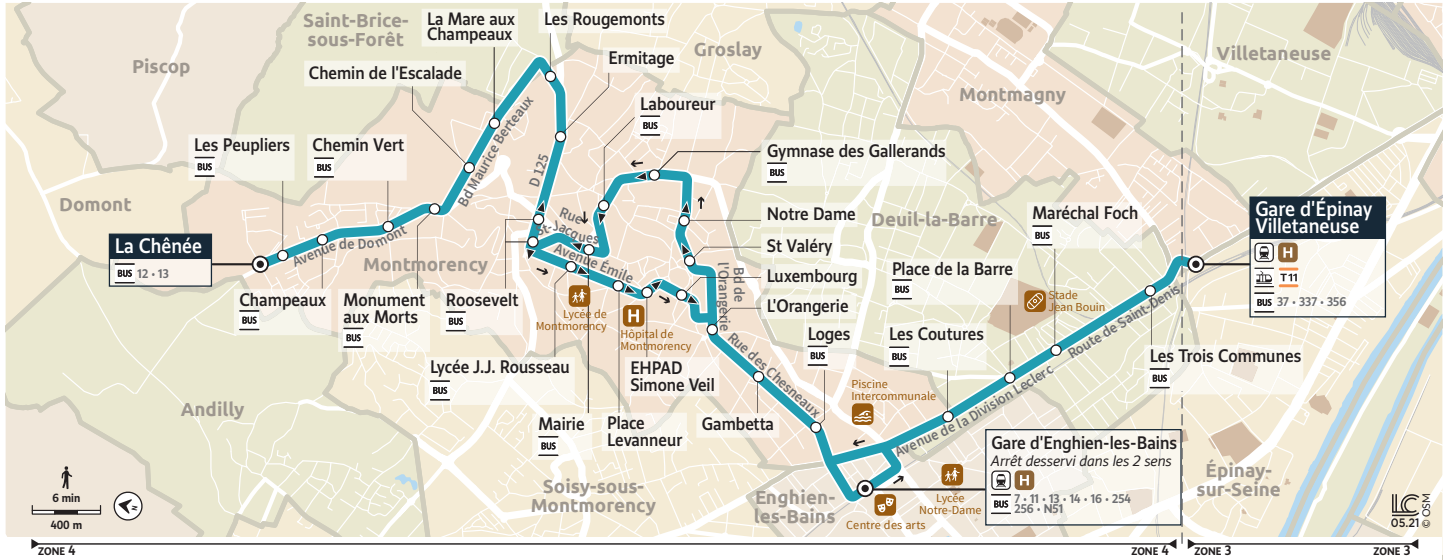 Saint-Brice-
sous-Forêt
La Mare aux
Champeaux
Les Rougemonts
Groslay
Villetaneuse
Piscop
Chemin de l'Escalade
Ermitage
Montmagny
Laboureur
BUS
Bd Maurice Berteaux
D 125
Les Peupliers
BUS
Chemin Vert
BUS
Gymnase des Gallerands
BUS
Domont
Deuil-la-Barre
Notre Dame
BUS
Maréchal Foch
BUS
Gare d'Épinay
Villetaneuse
H
T 11
BUS 37 • 337 • 356
La Chênée
BUS 12 • 13
Avenue de Domont
Montmorency
Rue
St-Jacques
Avenue Émile
St Valéry
Bd de
l'Orangerie
Place de la Barre
BUS
Luxembourg
L'Orangerie
Champeaux
BUS
Monument
aux Morts
BUS
Roosevelt
BUS
Lycée de
Montmorency
H
Hôpital de
Montmorency
Stade
Jean Bouin
Route de Saint-Denis
Loges
BUS
Les Coutures
BUS
Rue des Chesneaux
Lycée J.J. Rousseau
BUS
EHPAD
Simone Veil
Les Trois Communes
BUS
Piscine
Intercommunale
Andilly
Mairie
BUS
Place
Levanneur
Gambetta
Avenue de la Division Leclerc
Gare d'Enghien-les-Bains
Arrêt desservi dans les 2 sens
H
BUS 7 • 11 • 13 • 14 • 16 • 254
256 • N51
Épinay-
sur-Seine
Soisy-sous-
Montmorency
Enghien-
les-Bains
Lycée
Notre-Dame
Centre des arts
6 min
400 m
N
LC
05.21
© OSM
ZONE 4
ZONE 4
ZONE 3
ZONE 3